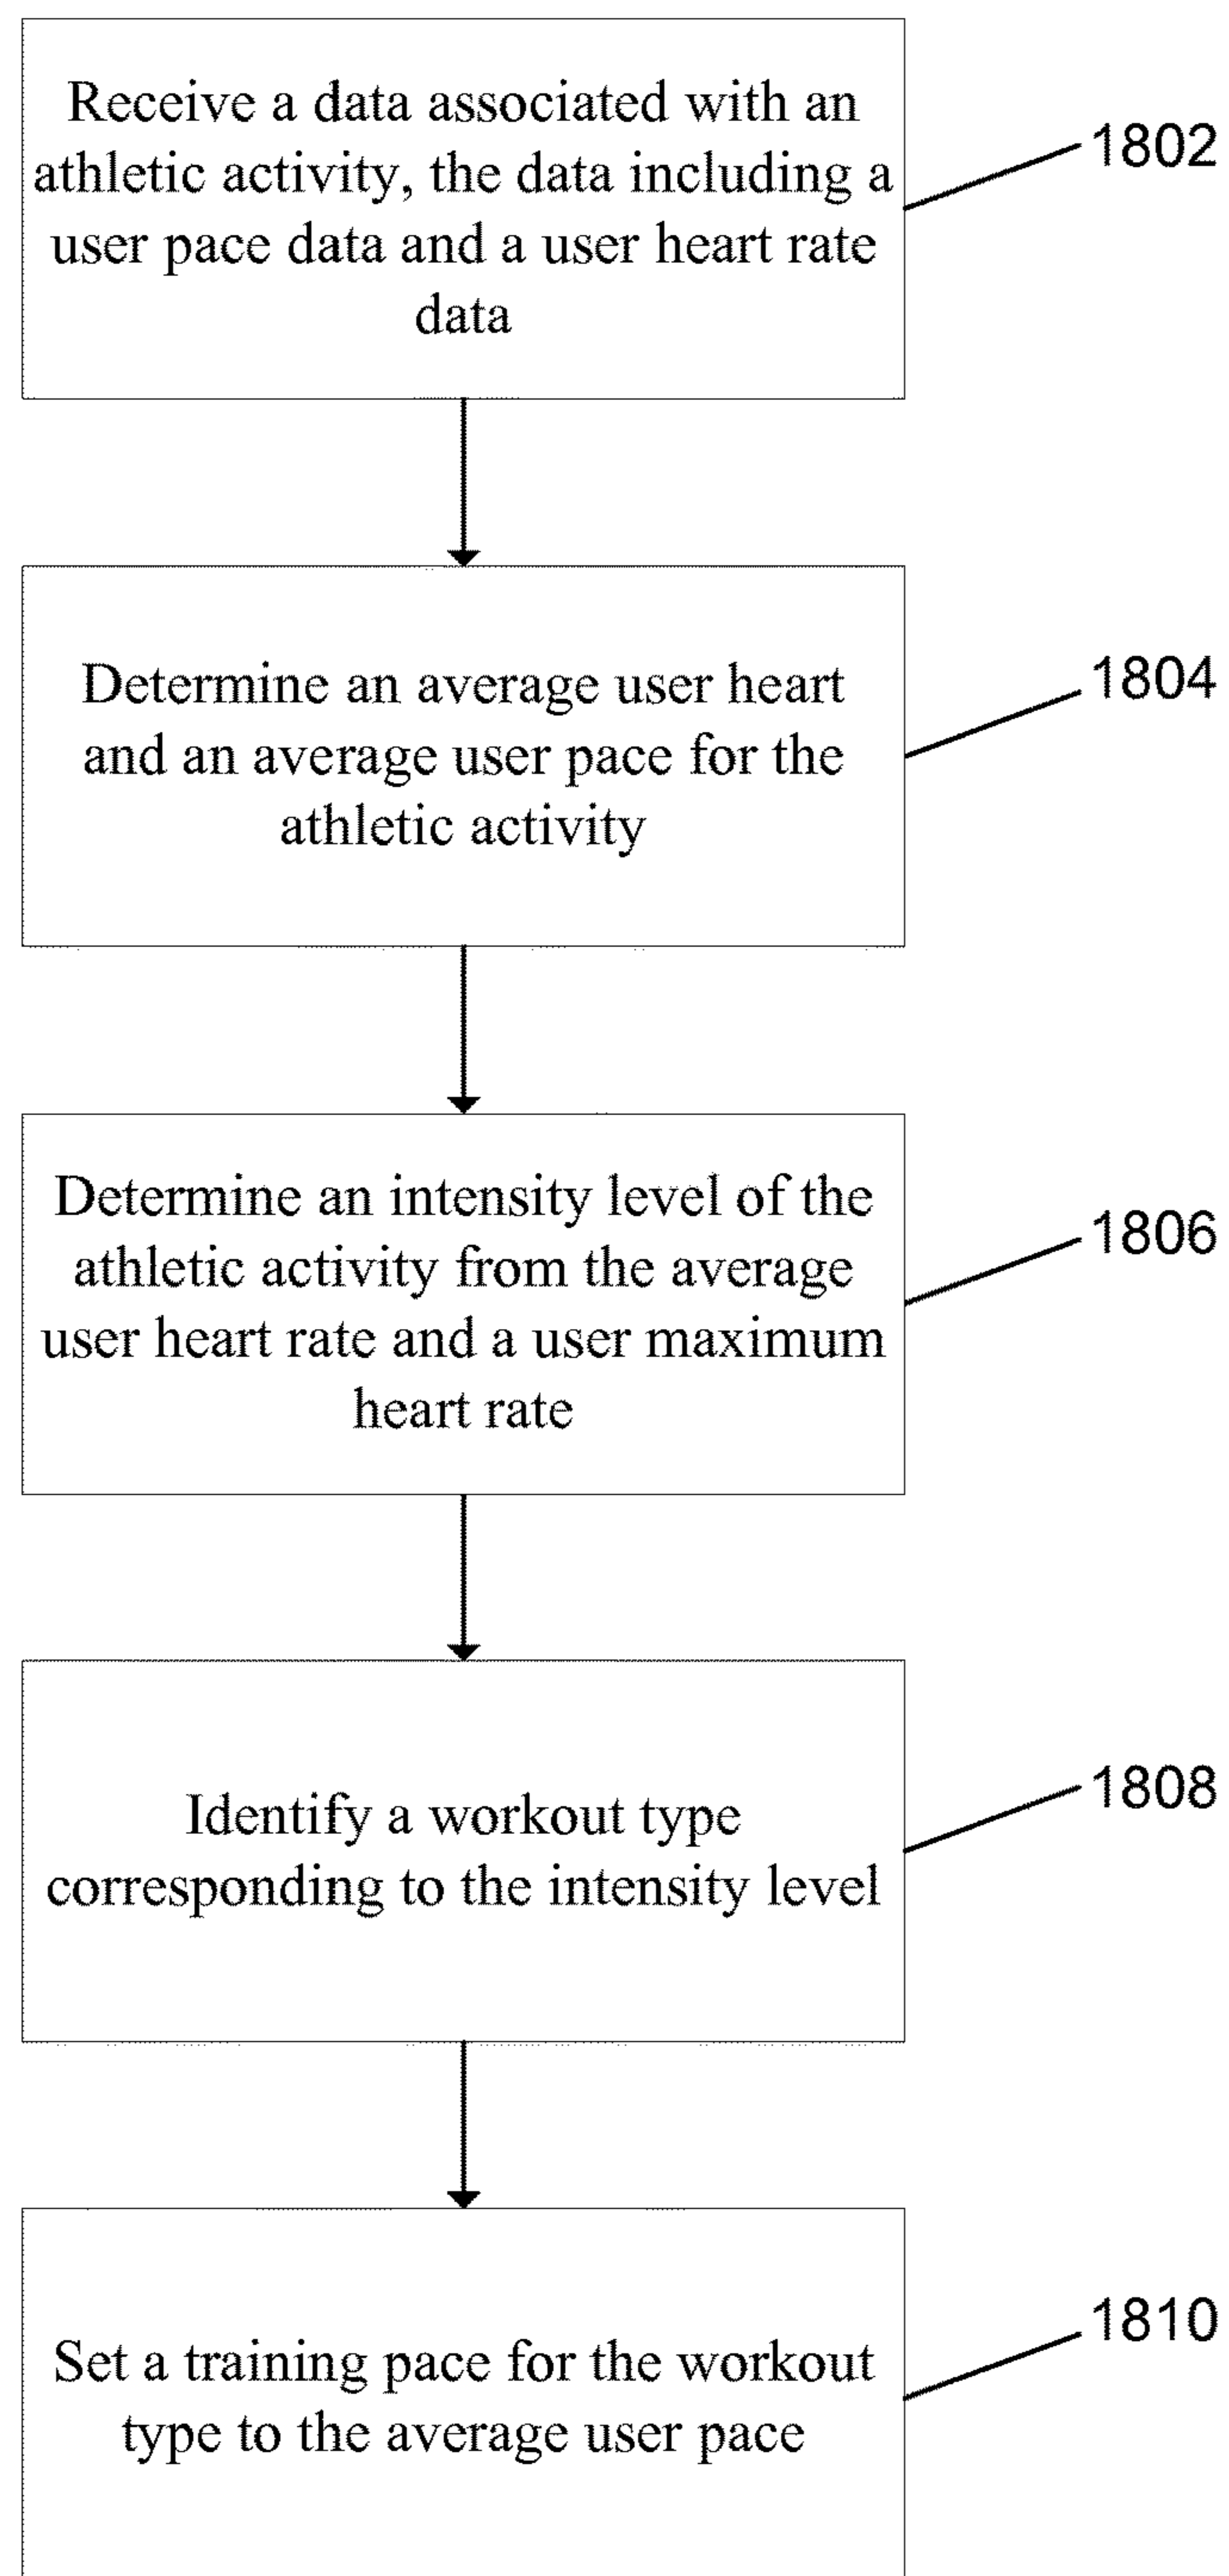 Receive a data associated with an
athletic activity, the data including a
user pace data and a user heart rate
data
1802
Determine an average user heart
and an average user pace for the
athletic activity
1804
Determine an intensity level of the
athletic activity from the average
user heart rate and a user maximum
heart rate
1806
Identify a workout type
corresponding to the intensity level
1808
Set a training pace for the workout
type to the average user pace
1810